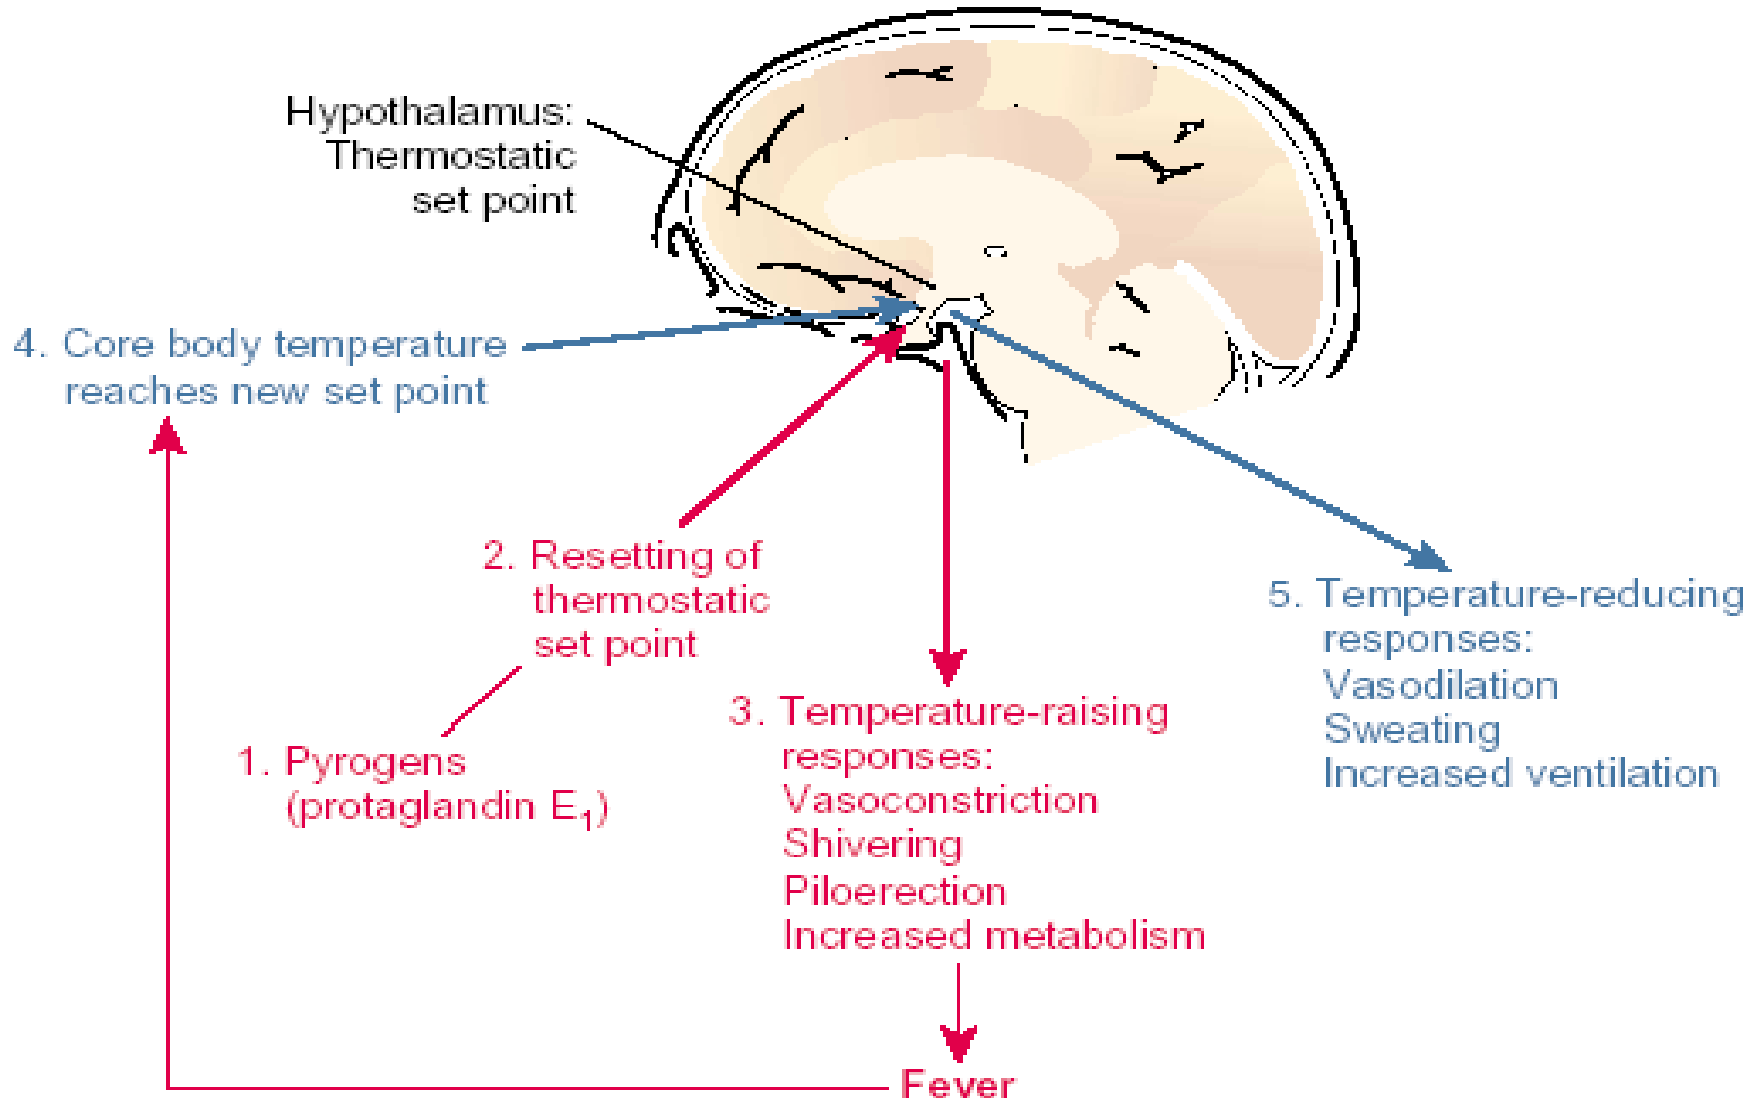 Hypothalamus:
Thermostatic
set point
4. Core body temperature
reaches new set point
2. Resetting of
thermostatic
set point
1. Pyrogens
(protaglandin E₁)
3. Temperature-raising
responses:
Vasoconstriction
Shivering
Piloerection
Increased metabolism
Fever
5. Temperature-reducing
responses:
Vasodilation
Sweating
Increased ventilation